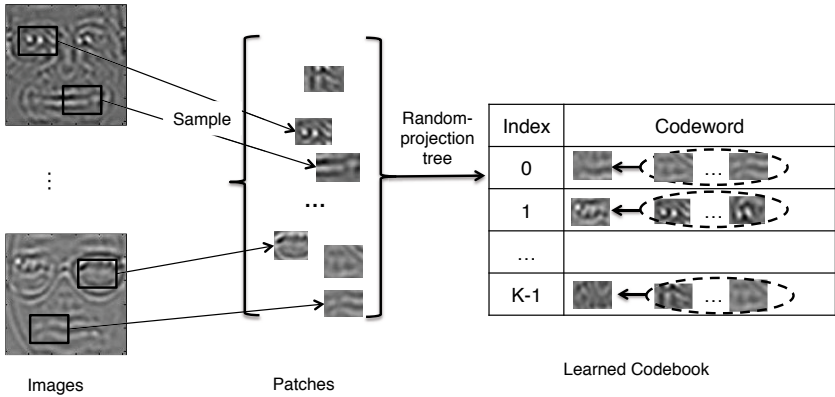 Sample
⋮
...
Random-
projection
tree
Index Codeword
0 ...
1 ...
...
K-1 ...
Images
Patches
Learned Codebook